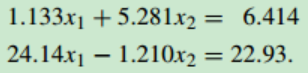 1.133x₁ + 5.281x₂ = 6.414
24.14x₁ − 1.210x₂ = 22.93.